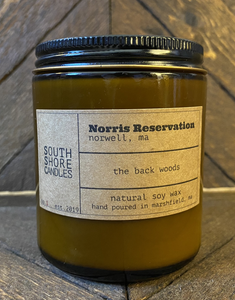 SOUTH
SHORE
CANDLES
est. 2019
Norris Reservation
norwell, ma
the back woods
natural soy wax
hand poured in marshfield, ma